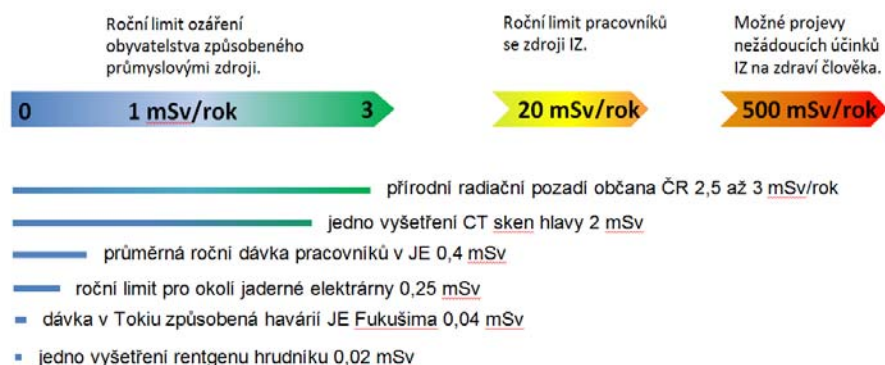 Roční limit ozáření
obyvatelstva způsobeného
průmyslovými zdroji.
Roční limit pracovníků
se zdroji IZ.
Možné projevy
nežádoucích účinků
IZ na zdraví člověka.
0 1 mSv/rok 3
20 mSv/rok
500 mSv/rok
přírodní radiační pozadí občana ČR 2,5 až 3 mSv/rok
jedno vyšetření CT sken hlavy 2 mSv
průměrná roční dávka pracovníků v JE 0,4 mSv
roční limit pro okolí jaderné elektrárny 0,25 mSv
dávka v Tokiu způsobená havárií JE Fukušima 0,04 mSv
jedno vyšetření rentgenu hrudníku 0,02 mSv